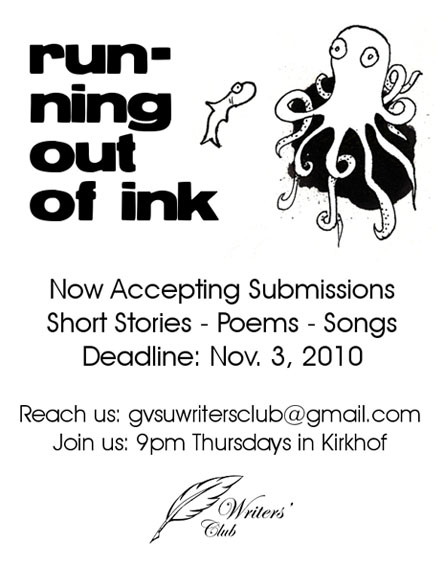 run-
ning
out
of ink
Now Accepting Submissions
Short Stories - Poems - Songs
Deadline: Nov. 3, 2010
Reach us: gvsuwritersclub@gmail.com
Join us: 9pm Thursdays in Kirkhof
Writers'
Club